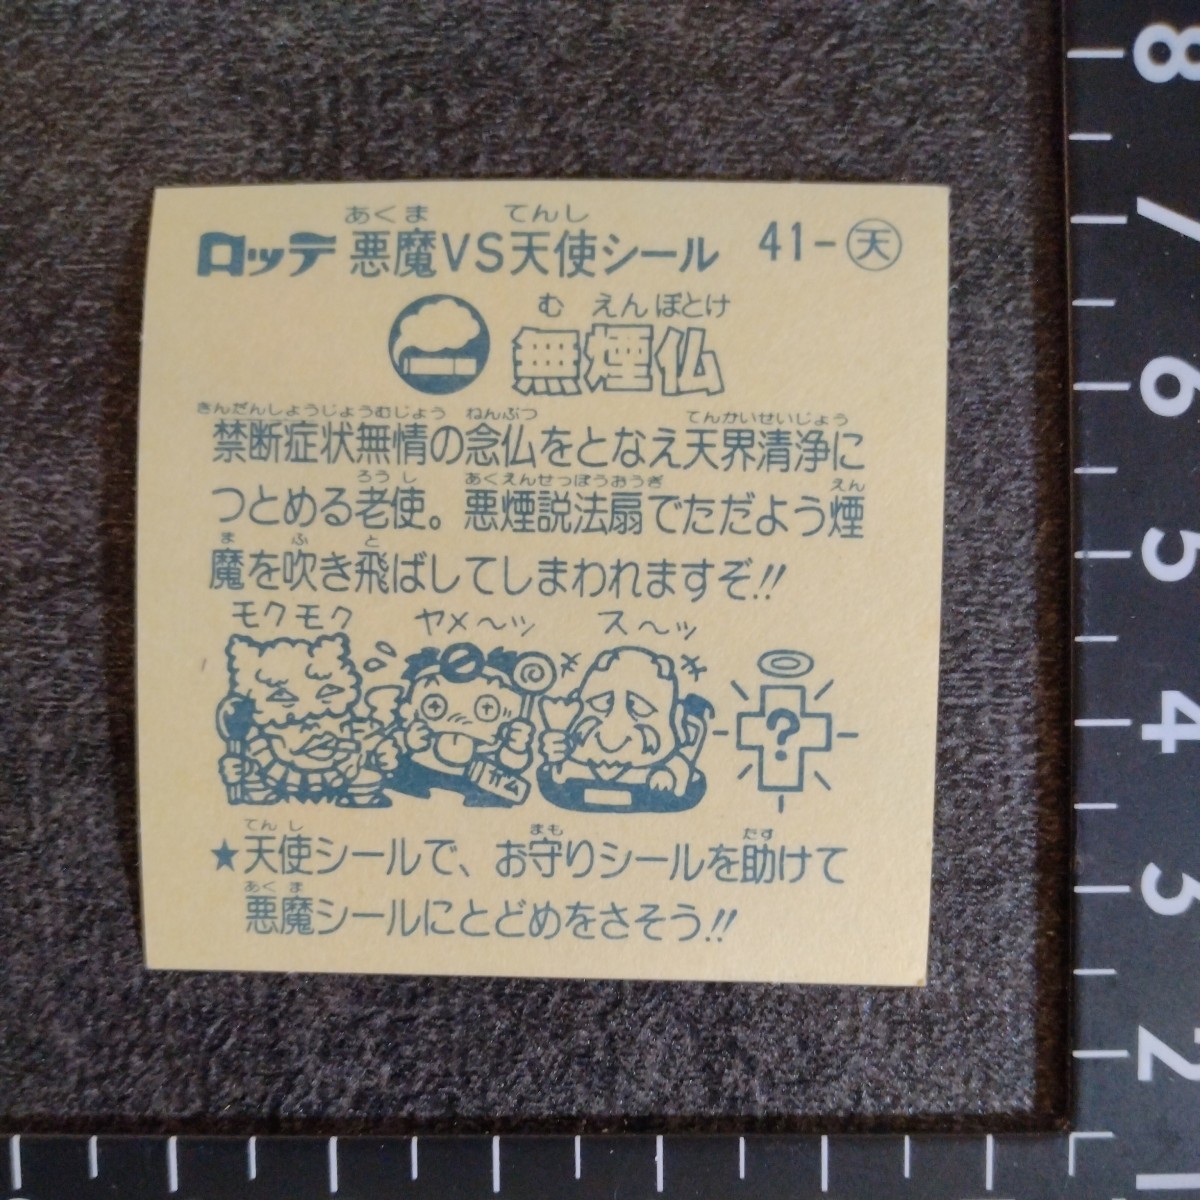 あくま てんし
ロッテ 悪魔VS天使シール 41-天
む えんぼとけ
無煙仏
きんだんしょうじょうむじょう ねんぶつ てんかいせいじょう
禁断症状無情の念仏をとなえ天界清浄に
ろうし あくえんせっぽうおうぎ えん
つとめる老使。悪煙説法扇でただよう煙
ま ふ と
魔を吹き飛ばしてしまわれますぞ!!
モクモク ヤメ〜ッ ス〜ッ
ガム
?
てんし まも たす
★天使シールで、お守りシールを助けて
あくま
悪魔シールにとどめをさそう!!
8
7
6
5
4
3
2
1